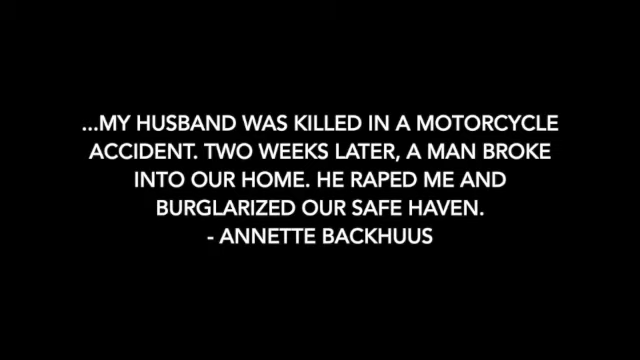 ...MY HUSBAND WAS KILLED IN A MOTORCYCLE
ACCIDENT. TWO WEEKS LATER, A MAN BROKE
INTO OUR HOME. HE RAPED ME AND
BURGLARIZED OUR SAFE HAVEN.
- ANNETTE BACKHUUS